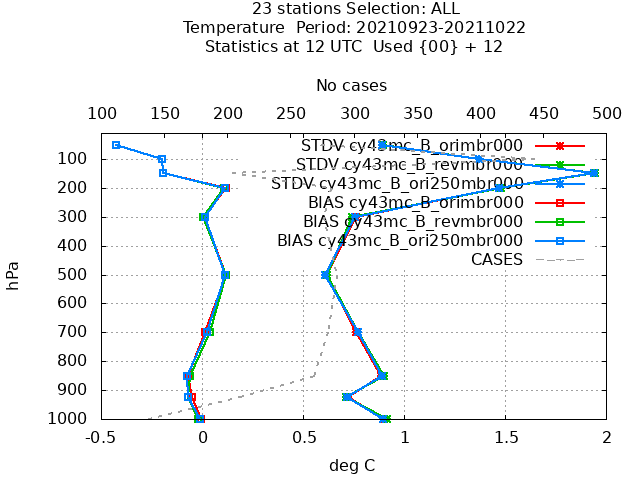 23 stations Selection: ALL
Temperature  Period: 20210923-20211022
Statistics at 12 UTC  Used {00} + 12
No cases
100 150 200 250 300 350 400 450 500
STDV cy43mc_B_orimbr000
STDV cy43mc_B_revmbr000
STDV cy43mc_B_ori250mbr000
BIAS cy43mc_B_orimbr000
BIAS cy43mc_B_revmbr000
BIAS cy43mc_B_ori250mbr000
CASES
hPa
100
200
300
400
500
600
700
800
900
1000
-0.5 0 0.5 1 1.5 2
deg C